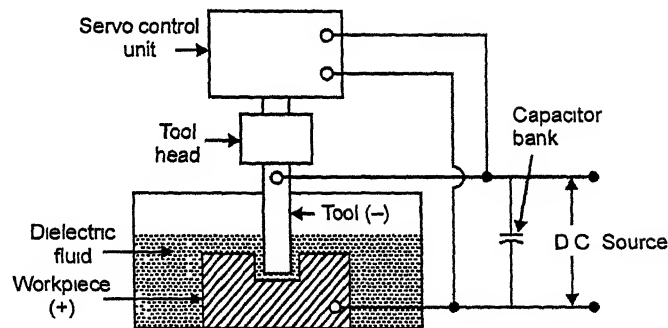 Servo control
unit
Tool
head
Capacitor
bank
Tool (–)
Dielectric
fluid
D C Source
Workpiece
(+)